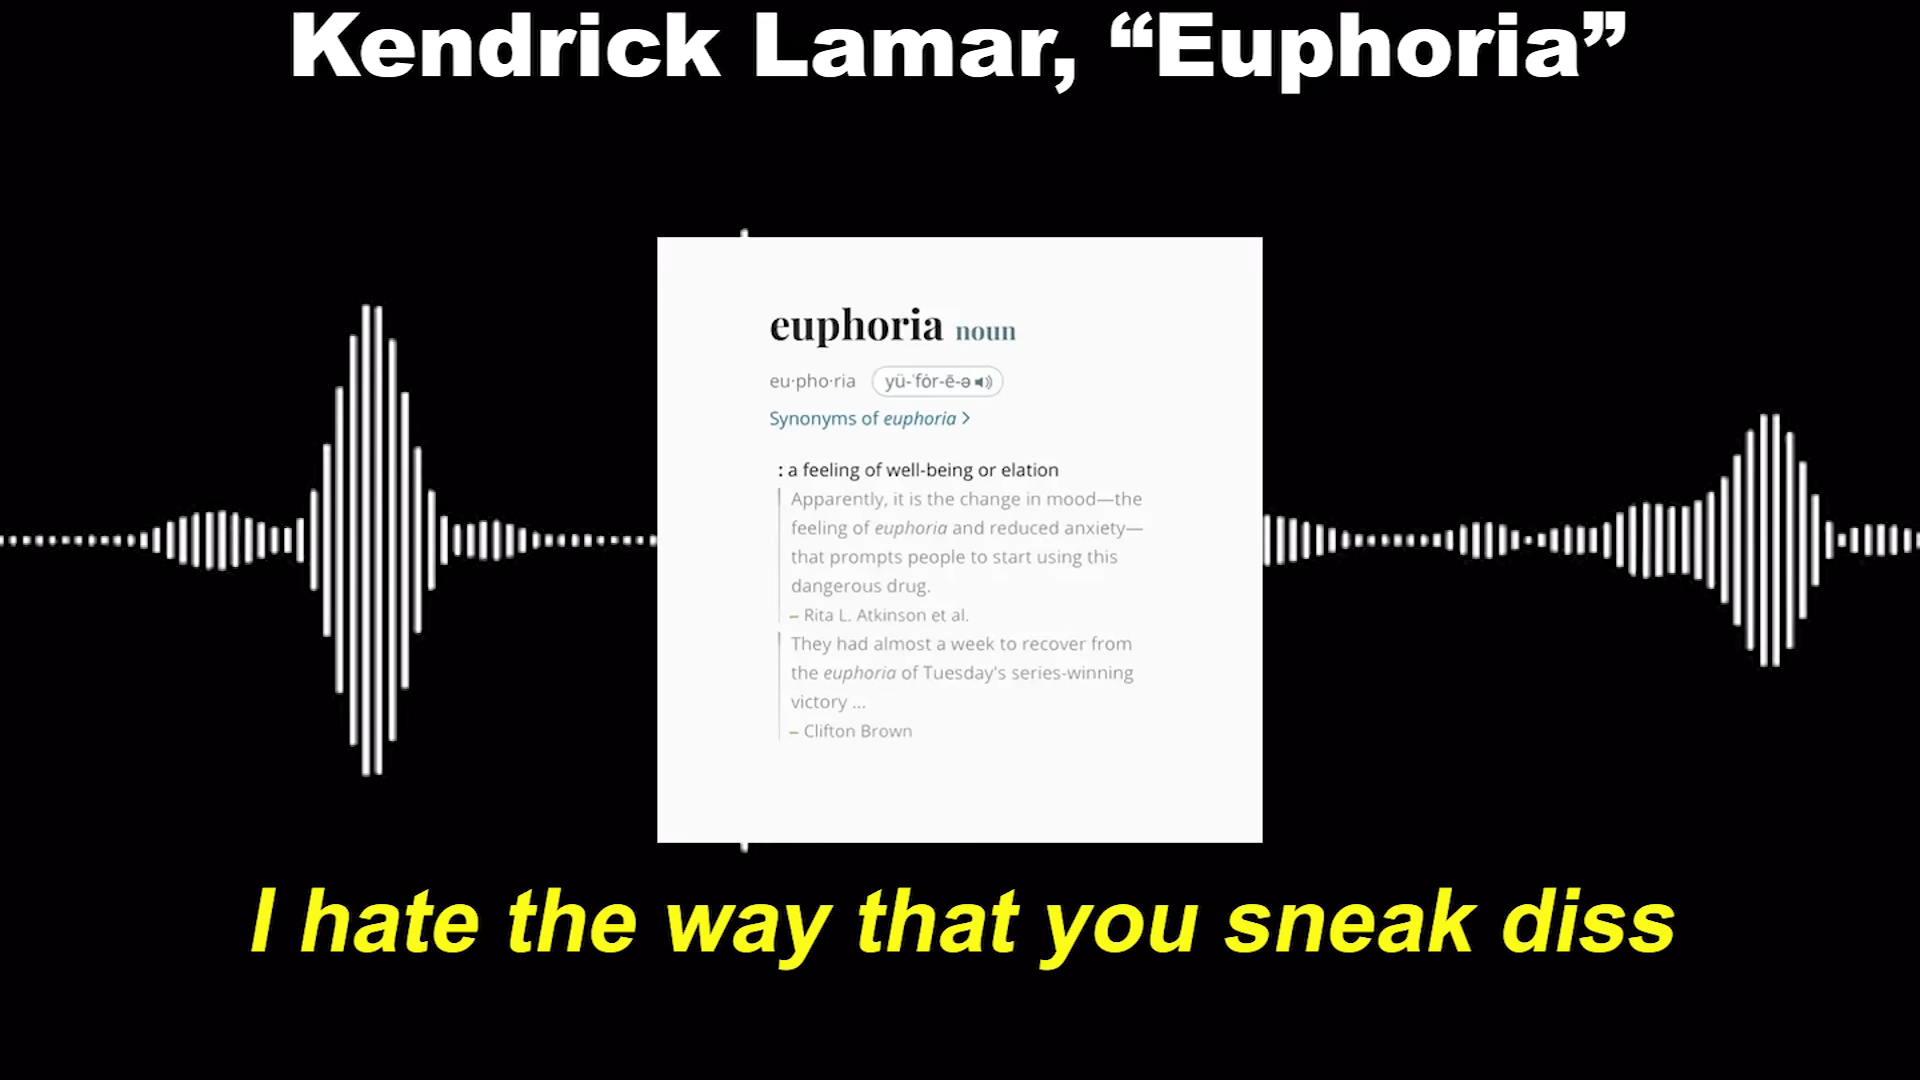 Kendrick Lamar, “Euphoria”
euphoria noun
eu·pho·ria yü-ˈfȯr-ē-ə
Synonyms of euphoria >
: a feeling of well-being or elation
Apparently, it is the change in mood—the
feeling of euphoria and reduced anxiety—
that prompts people to start using this
dangerous drug.
– Rita L. Atkinson et al.
They had almost a week to recover from
the euphoria of Tuesday's series-winning
victory ...
– Clifton Brown
I hate the way that you sneak diss